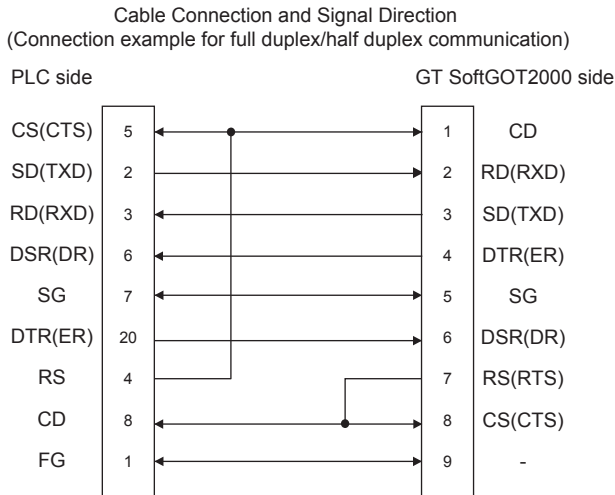 Cable Connection and Signal Direction
(Connection example for full duplex/half duplex communication)
PLC side GT SoftGOT2000 side
CS(CTS) 5 1 CD
SD(TXD) 2 2 RD(RXD)
RD(RXD) 3 3 SD(TXD)
DSR(DR) 6 4 DTR(ER)
SG 7 5 SG
DTR(ER) 20 6 DSR(DR)
RS 4 7 RS(RTS)
CD 8 8 CS(CTS)
FG 1 9 -